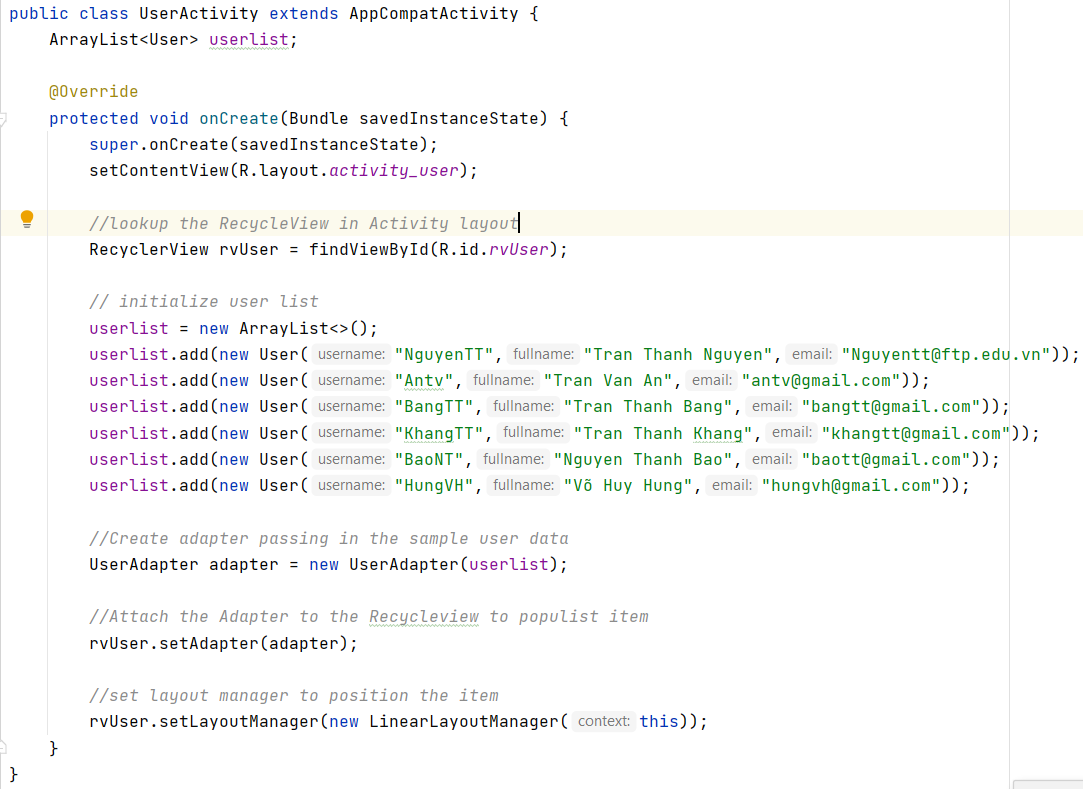 public class UserActivity extends AppCompatActivity {
ArrayList<User> userlist;
@Override
protected void onCreate(Bundle savedInstanceState) {
super.onCreate(savedInstanceState);
setContentView(R.layout.activity_user);
//lookup the RecycleView in Activity layout
RecyclerView rvUser = findViewById(R.id.rvUser);
// initialize user list
userlist = new ArrayList<>();
userlist.add(new User( username: "NguyenTT", fullname: "Tran Thanh Nguyen", email: "Nguyentt@ftp.edu.vn"));
userlist.add(new User( username: "Antv", fullname: "Tran Van An", email: "antv@gmail.com"));
userlist.add(new User( username: "BangTT", fullname: "Tran Thanh Bang", email: "bangtt@gmail.com"));
userlist.add(new User( username: "KhangTT", fullname: "Tran Thanh Khang", email: "khangtt@gmail.com"));
userlist.add(new User( username: "BaoNT", fullname: "Nguyen Thanh Bao", email: "baott@gmail.com"));
userlist.add(new User( username: "HungVH", fullname: "Võ Huy Hung", email: "hungvh@gmail.com"));
//Create adapter passing in the sample user data
UserAdapter adapter = new UserAdapter(userlist);
//Attach the Adapter to the Recycleview to populist item
rvUser.setAdapter(adapter);
//set layout manager to position the item
rvUser.setLayoutManager(new LinearLayoutManager( context: this));
}
}